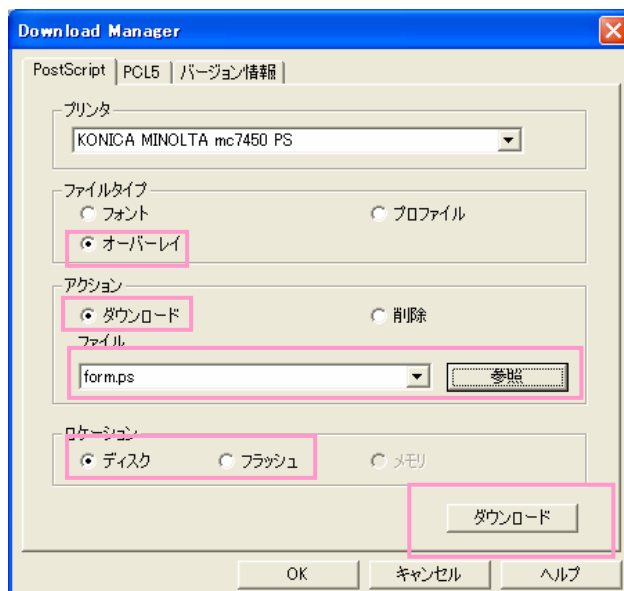 Download Manager
PostScript PCL5 バージョン情報
プリンタ
KONICA MINOLTA mc7450 PS
ファイルタイプ
フォント プロファイル
オーバーレイ
アクション
ダウンロード 削除
ファイル
form.ps 参照
ロケーション
ディスク フラッシュ メモリ
ダウンロード
OK キャンセル ヘルプ